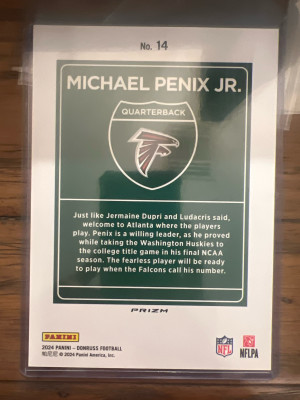 No. 14
MICHAEL PENIX JR.
QUARTERBACK
Just like Jermaine Dupri and Ludacris said,
welcome to Atlanta where the players
play. Penix is a willing leader, as he proved
while taking the Washington Huskies to
the college title game in his final NCAA
season. The fearless player will be ready
to play when the Falcons call his number.
PRIZM
PANINI
2024 PANINI – DONRUSS FOOTBALL
© 2024 Panini America, Inc.
NFL
NFLPA